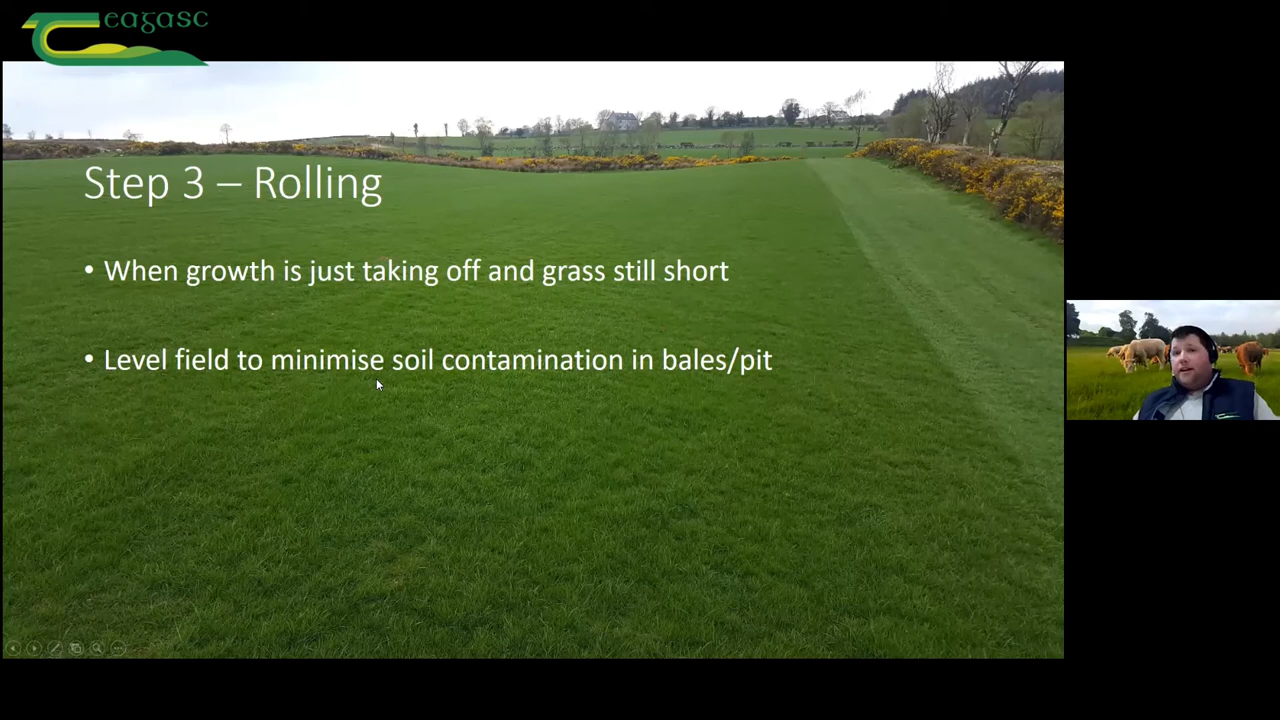 eagasc
Step 3 – Rolling
• When growth is just taking off and grass still short
• Level field to minimise soil contamination in bales/pit